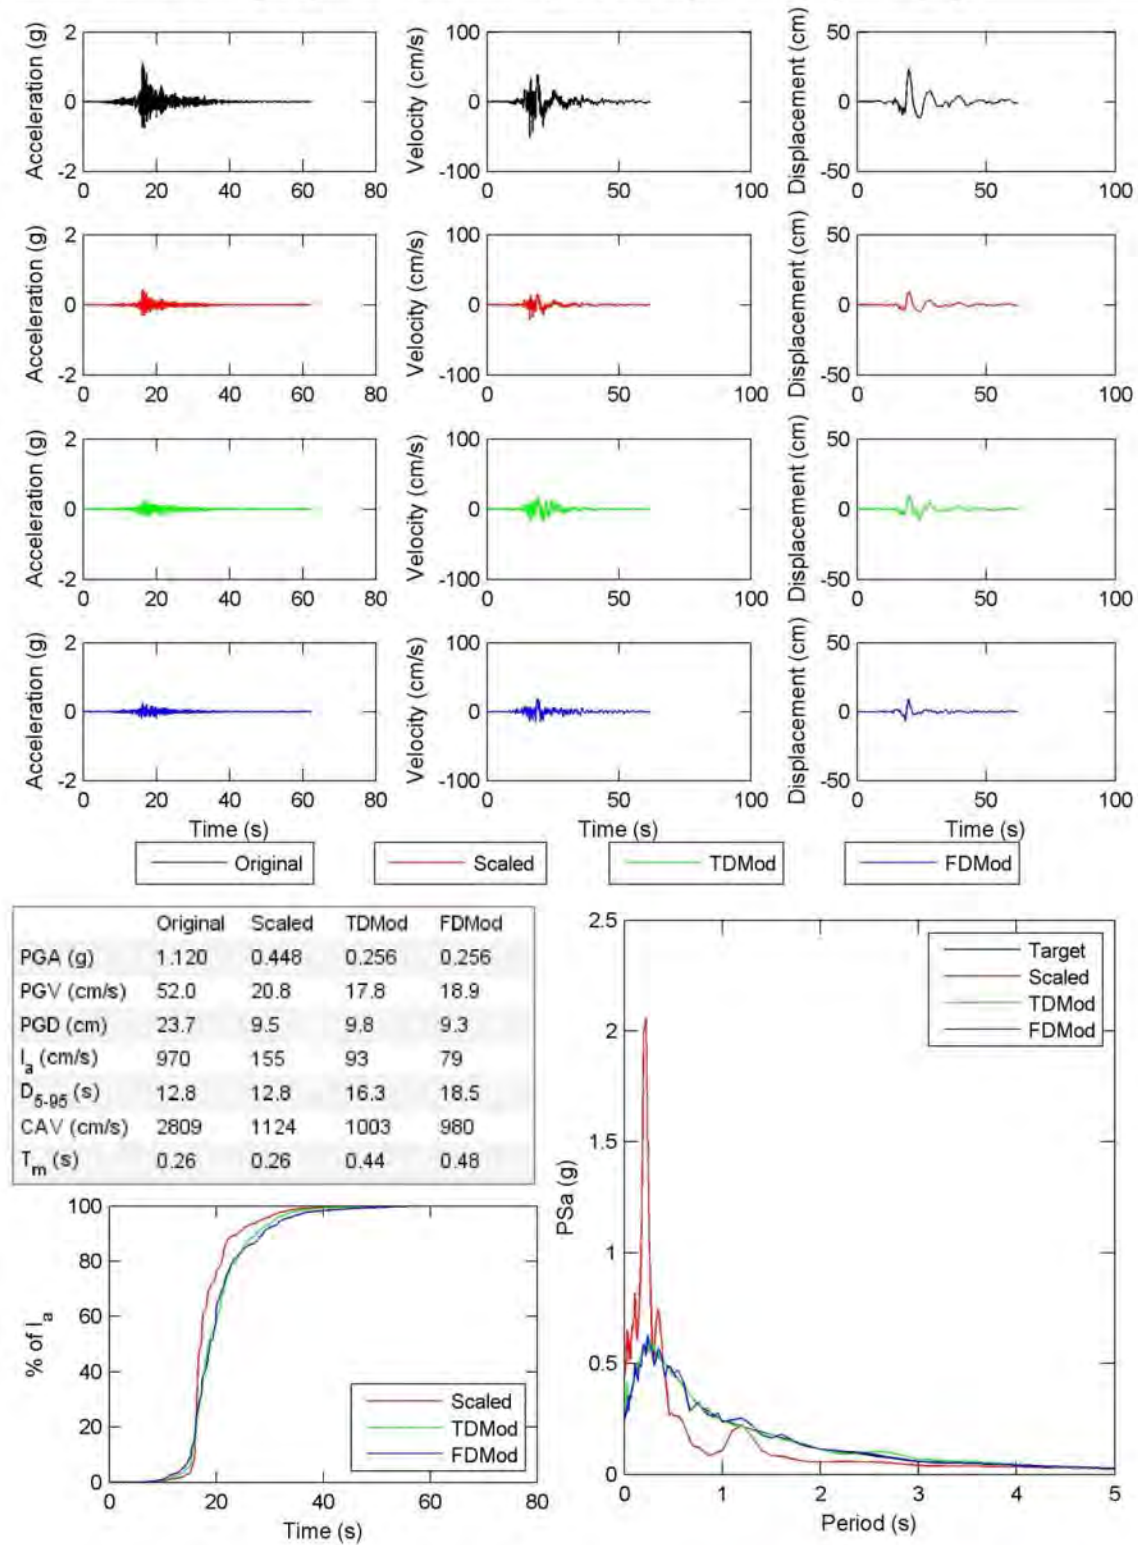 Acceleration (g)
2
0
-2
0 20 40 60 80
Velocity (cm/s)
100
0
-100
0 50 100
Displacement (cm)
50
0
-50
0 50 100
Acceleration (g)
2
0
-2
0 20 40 60 80
Velocity (cm/s)
100
0
-100
0 50 100
Displacement (cm)
50
0
-50
0 50 100
Acceleration (g)
2
0
-2
0 20 40 60 80
Velocity (cm/s)
100
0
-100
0 50 100
Displacement (cm)
50
0
-50
0 50 100
Acceleration (g)
2
0
-2
0 20 40 60 80
Time (s)
Velocity (cm/s)
100
0
-100
0 50 100
Time (s)
Displacement (cm)
50
0
-50
0 50 100
Time (s)
Original Scaled TDMod FDMod
Original Scaled TDMod FDMod
PGA (g) 1.120 0.448 0.256 0.256
PGV (cm/s) 52.0 20.8 17.8 18.9
PGD (cm) 23.7 9.5 9.8 9.3
I_a (cm/s) 970 155 93 79
D_5-95 (s) 12.8 12.8 16.3 18.5
CAV (cm/s) 2809 1124 1003 980
T_m (s) 0.26 0.26 0.44 0.48
% of I_a
100
80
60
40
20
0
0 20 40 60 80
Time (s)
Scaled
TDMod
FDMod
PSa (g)
2.5
2
1.5
1
0.5
0
0 1 2 3 4 5
Period (s)
Target
Scaled
TDMod
FDMod